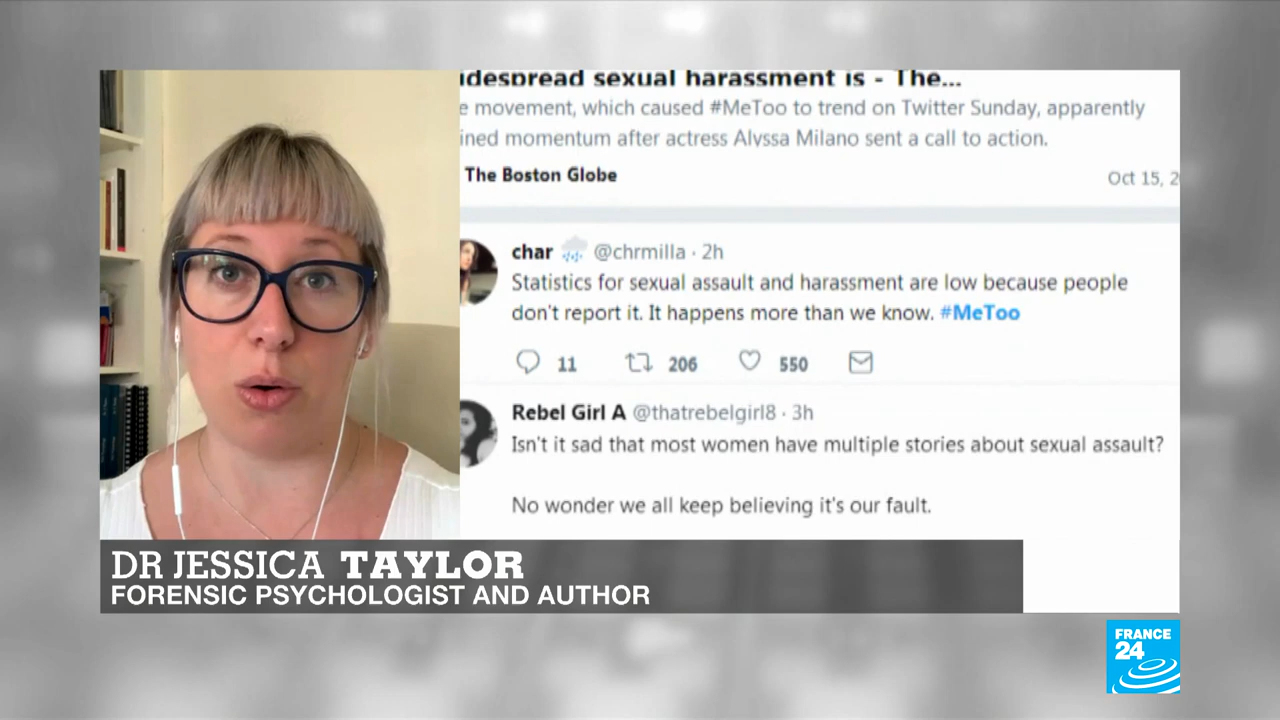 idespread sexual harassment is - The...
e movement, which caused #MeToo to trend on Twitter Sunday, apparently
ined momentum after actress Alyssa Milano sent a call to action.
The Boston Globe
Oct 15, 2
char @chrmilla · 2h
Statistics for sexual assault and harassment are low because people
don't report it. It happens more than we know. #MeToo
11 206 550
Rebel Girl A @thatrebelgirl8 · 3h
Isn't it sad that most women have multiple stories about sexual assault?
No wonder we all keep believing it's our fault.
DR JESSICA TAYLOR
FORENSIC PSYCHOLOGIST AND AUTHOR
FRANCE
24